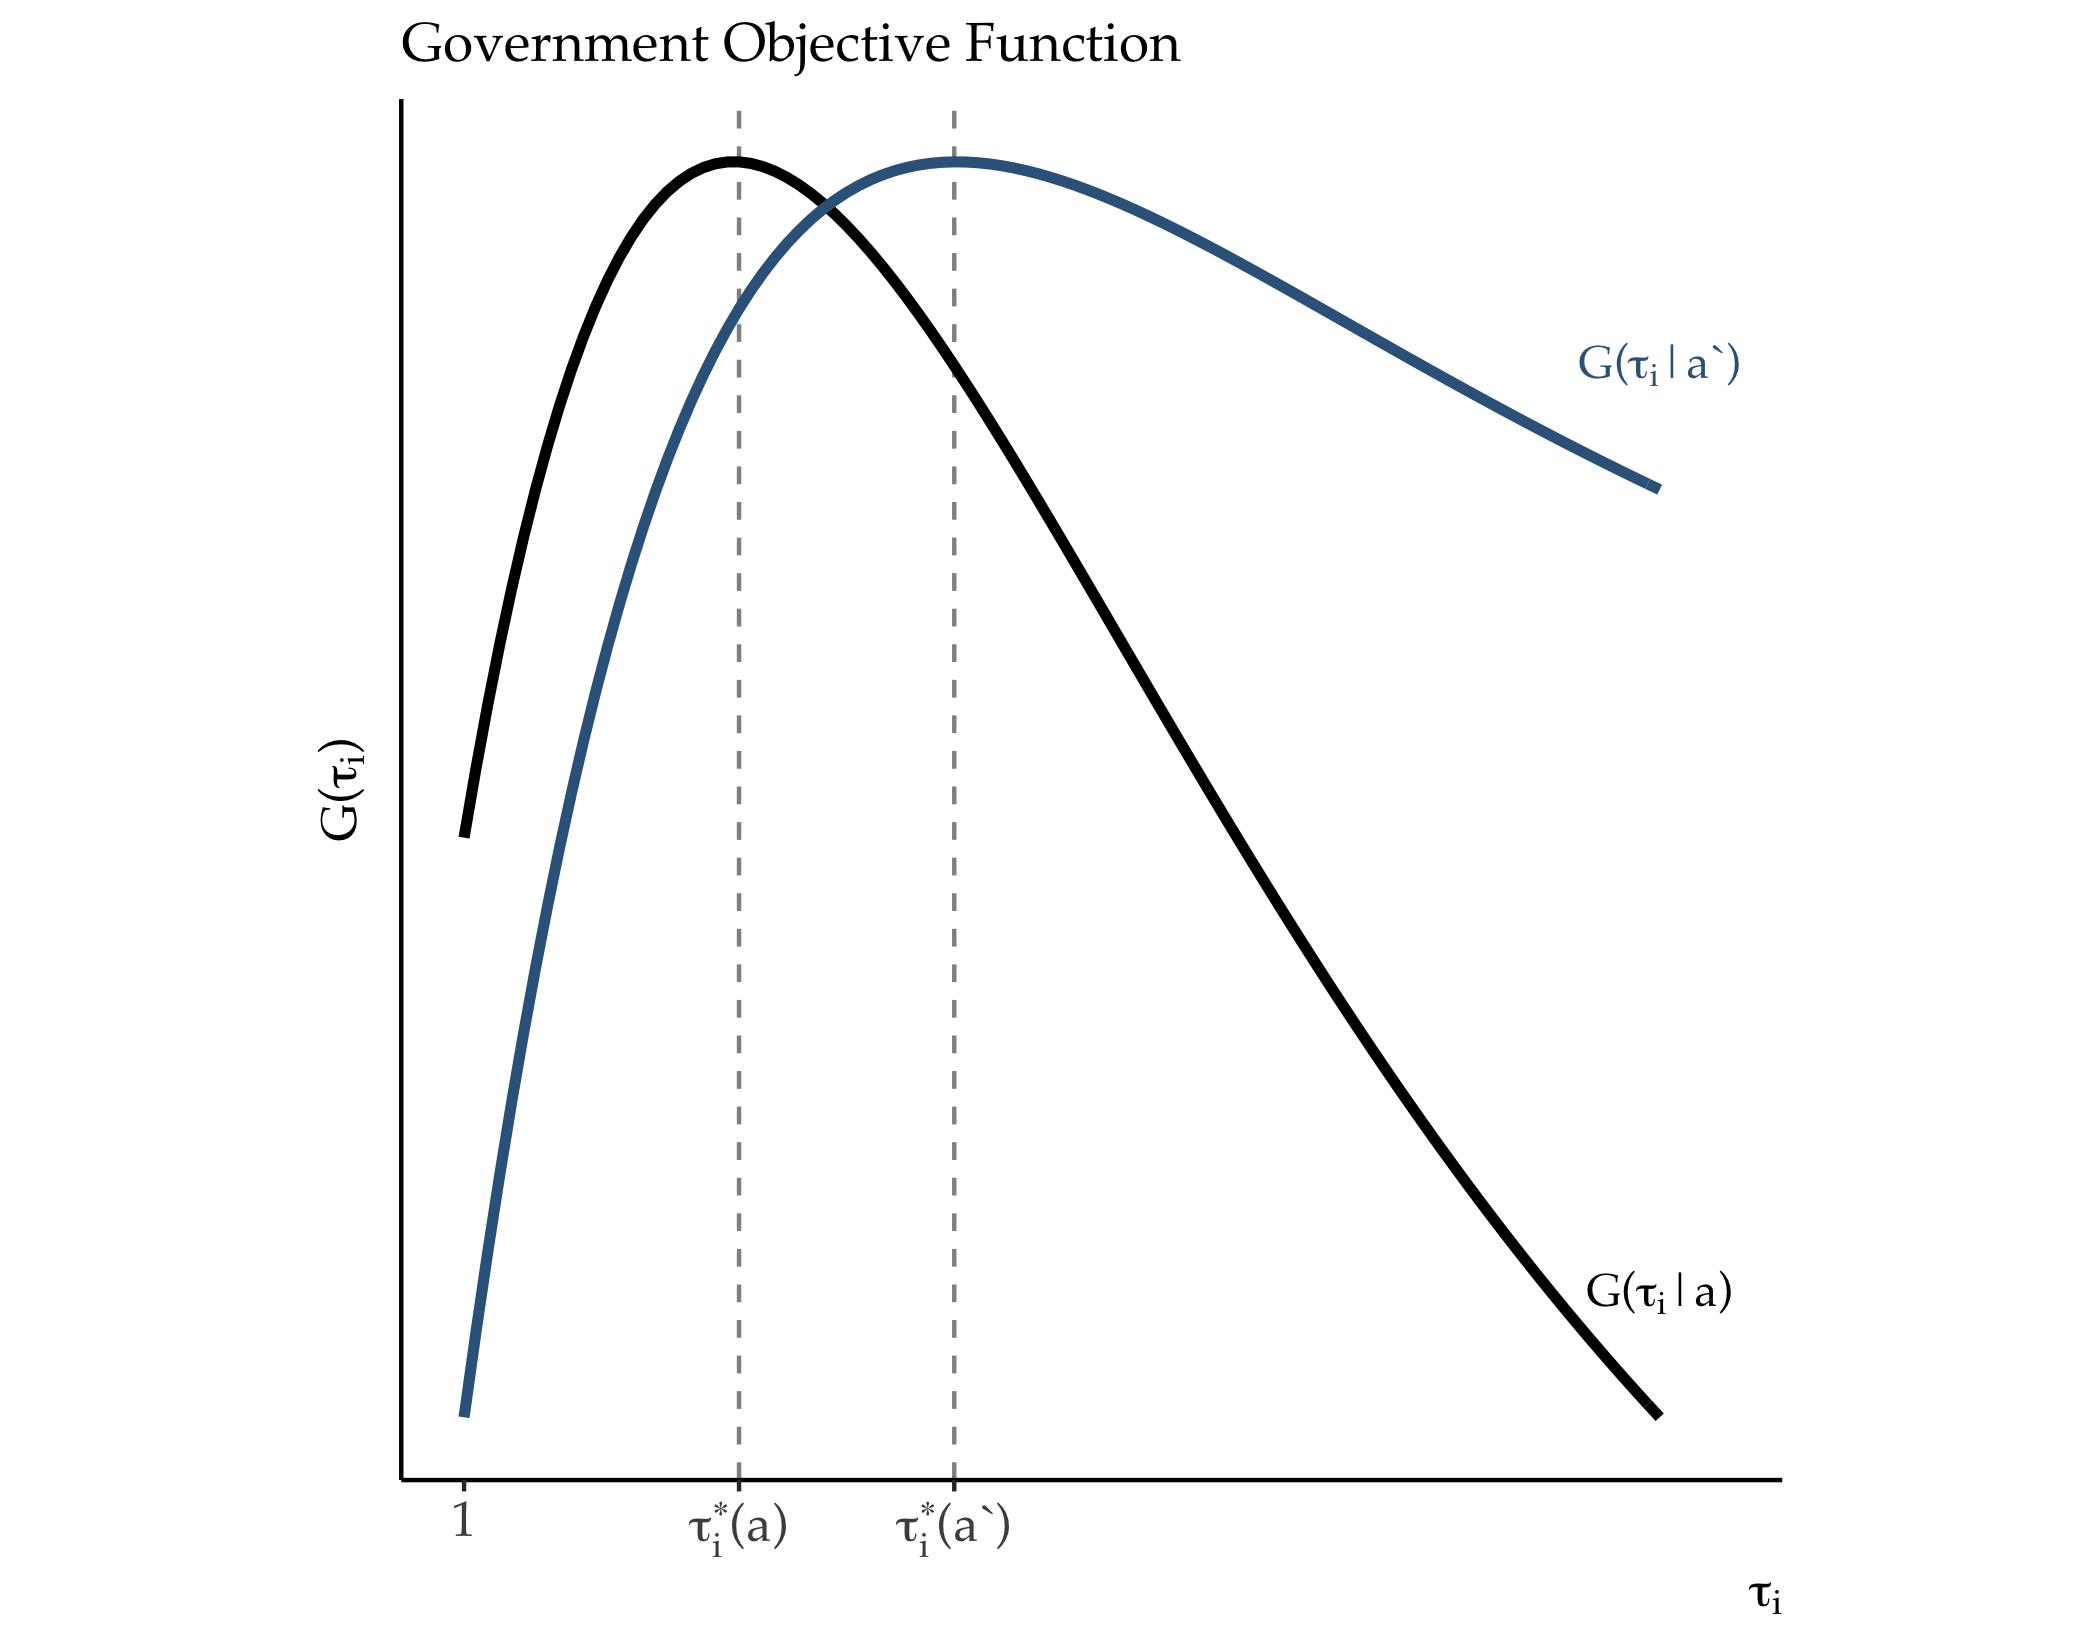 Government Objective Function
G(τi)
G(τi | a`)
G(τi | a)
1
τi*(a)
τi*(a`)
τi